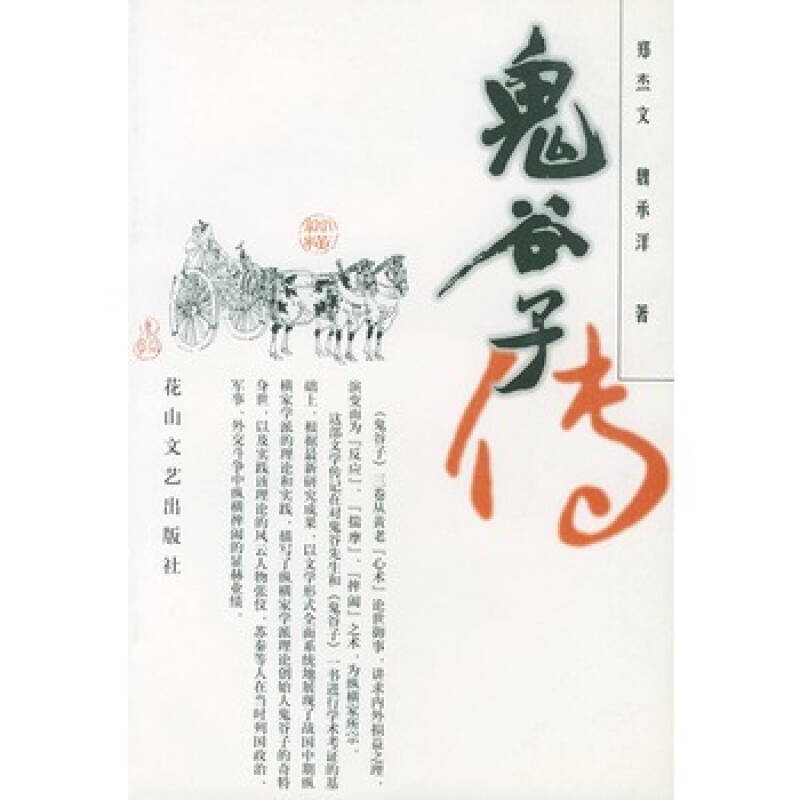 郑杰文 魏承洋 著
鬼谷子
传
《鬼谷子》三卷从黄老“心术”论世御事，讲求内外损益之理，
演变而为“反应”、“揣摩”、“捭阖”之术，为纵横家所宗。
这部文学传记在对鬼谷先生和《鬼谷子》一书进行学术考证的基
础上，根据最新研究成果，以文学形式全面系统地展现了战国中期纵
横家学派的理论和实践，描写了纵横家学派理论创始人鬼谷子的奇特
身世，以及实践该理论的风云人物张仪、苏秦等人在当时列国政治、
军事、外交斗争中纵横捭阖的显赫业绩。
花山文艺出版社